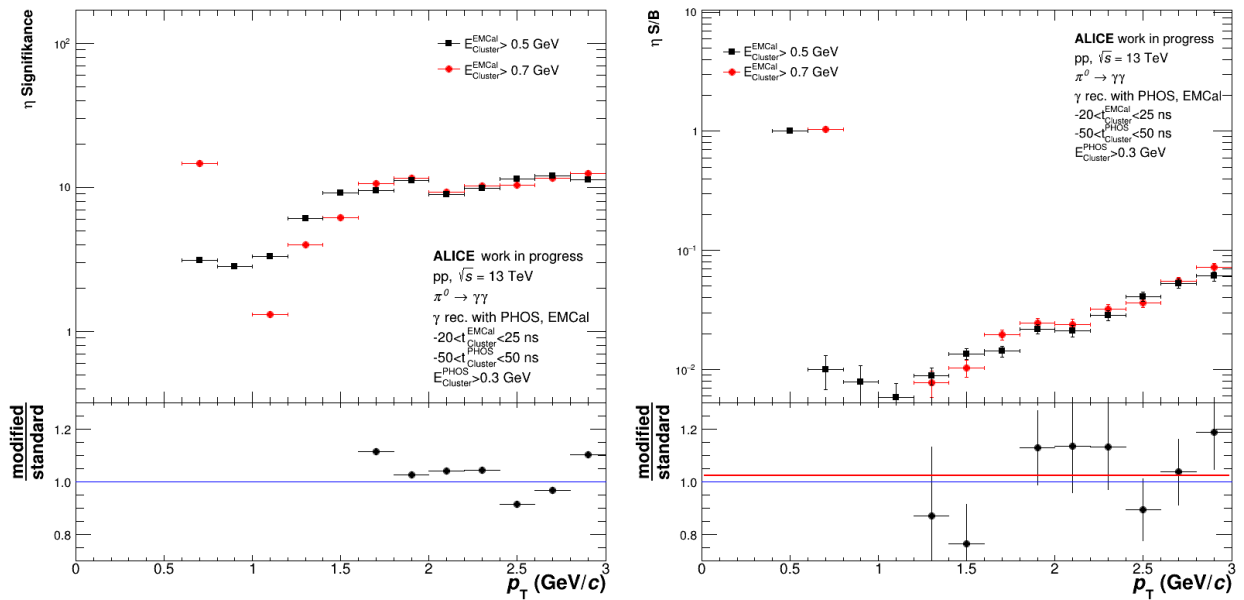 η Signifikance
10²
10
1
E^EMCal_Cluster > 0.5 GeV
E^EMCal_Cluster > 0.7 GeV
ALICE work in progress
pp, √s = 13 TeV
π⁰ → γγ
γ rec. with PHOS, EMCal
-20<t^EMCal_Cluster<25 ns
-50<t^PHOS_Cluster<50 ns
E^PHOS_Cluster>0.3 GeV
modified
standard
1.2
1.0
0.8
0 0.5 1 1.5 2 2.5 3
p_T (GeV/c)
η S/B
10
1
10⁻¹
10⁻²
E^EMCal_Cluster > 0.5 GeV
E^EMCal_Cluster > 0.7 GeV
ALICE work in progress
pp, √s = 13 TeV
π⁰ → γγ
γ rec. with PHOS, EMCal
-20<t^EMCal_Cluster<25 ns
-50<t^PHOS_Cluster<50 ns
E^PHOS_Cluster>0.3 GeV
modified
standard
1.2
1.0
0.8
0 0.5 1 1.5 2 2.5 3
p_T (GeV/c)